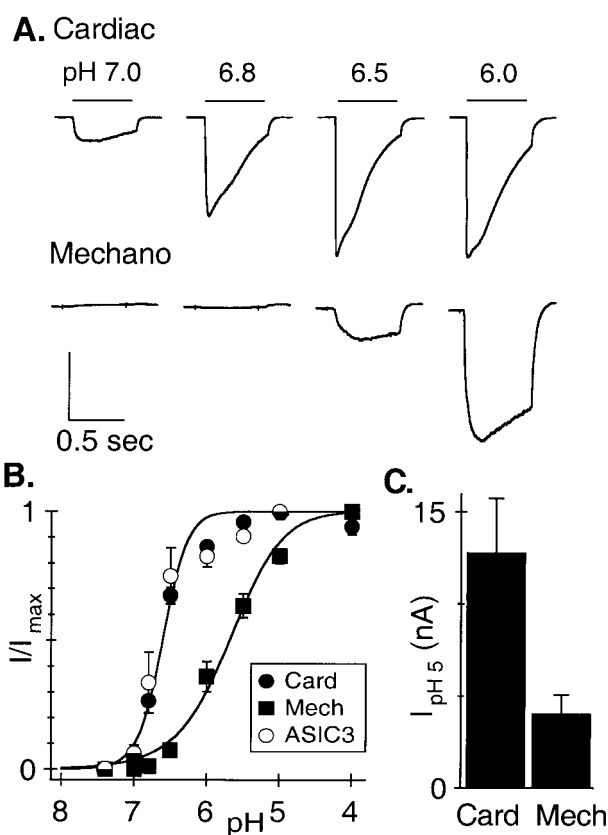 A. Cardiac
pH 7.0 6.8 6.5 6.0
Mechano
0.5 sec
B.
1
I/Imax
0
8 7 6 5 4
pH
Card
Mech
ASIC3
C.
15
IpH 5 (nA)
0
Card Mech